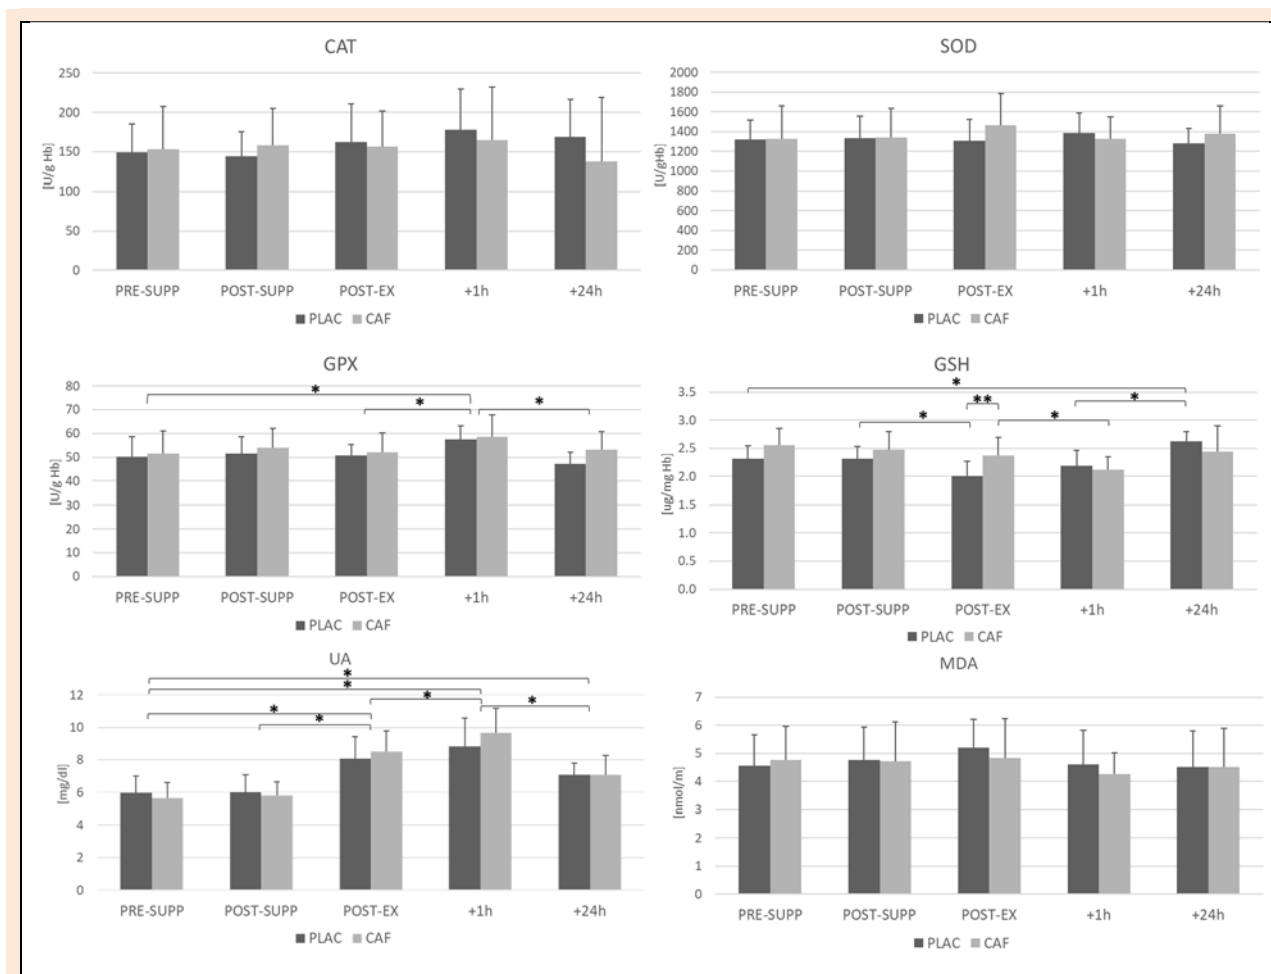 CAT
250
200
150
100
50
0
[U/g Hb]
PRE-SUPP POST-SUPP POST-EX +1h +24h
PLAC CAF
SOD
2000
1800
1600
1400
1200
1000
800
600
400
200
0
[U/gHb]
PRE-SUPP POST-SUPP POST-EX +1h +24h
PLAC CAF
GPX
80
70
60
50
40
30
20
10
0
[U/g Hb]
* * *
PRE-SUPP POST-SUPP POST-EX +1h +24h
PLAC CAF
GSH
3.5
3.0
2.5
2.0
1.5
1.0
0.5
0.0
[ug/mg Hb]
* * ** * *
PRE-SUPP POST-SUPP POST-EX +1h +24h
PLAC CAF
UA
12
10
8
6
4
2
0
[mg/dl]
* * * * * *
PRE-SUPP POST-SUPP POST-EX +1h +24h
PLAC CAF
MDA
7
6
5
4
3
2
1
0
[nmol/m]
PRE-SUPP POST-SUPP POST-EX +1h +24h
PLAC CAF